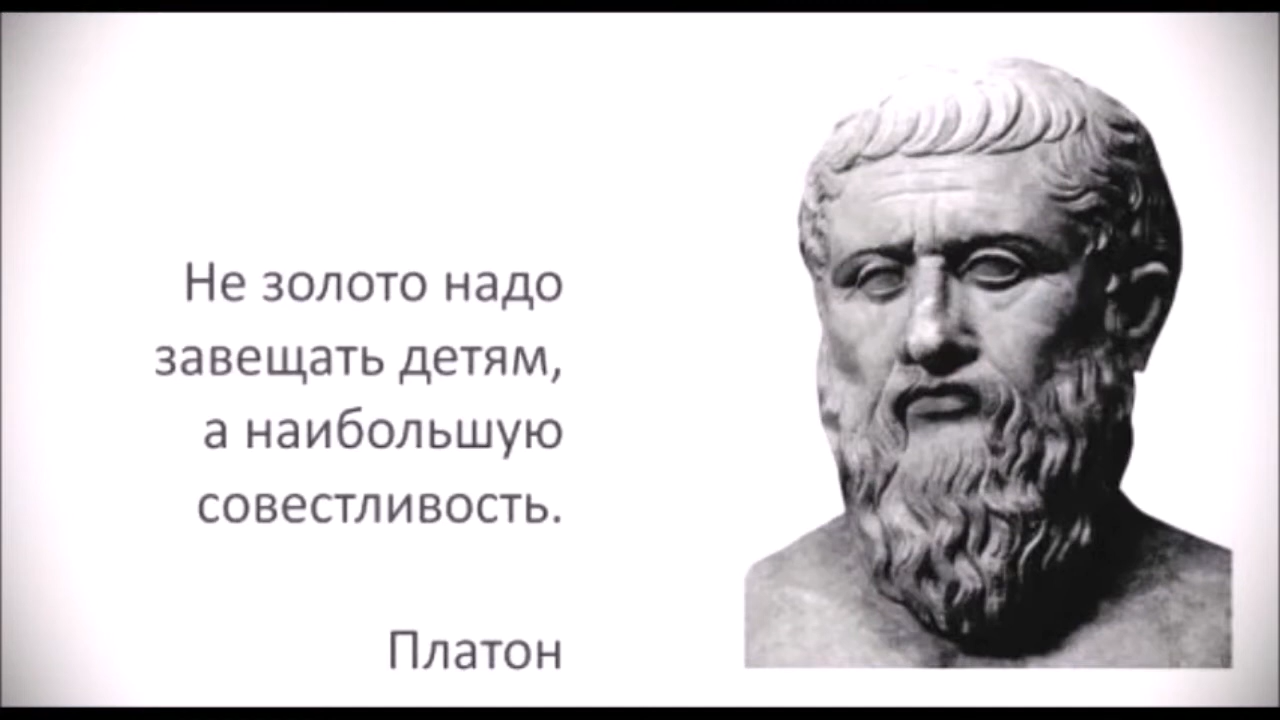 Не золото надо
завещать детям,
а наибольшую
совестливость.
Платон